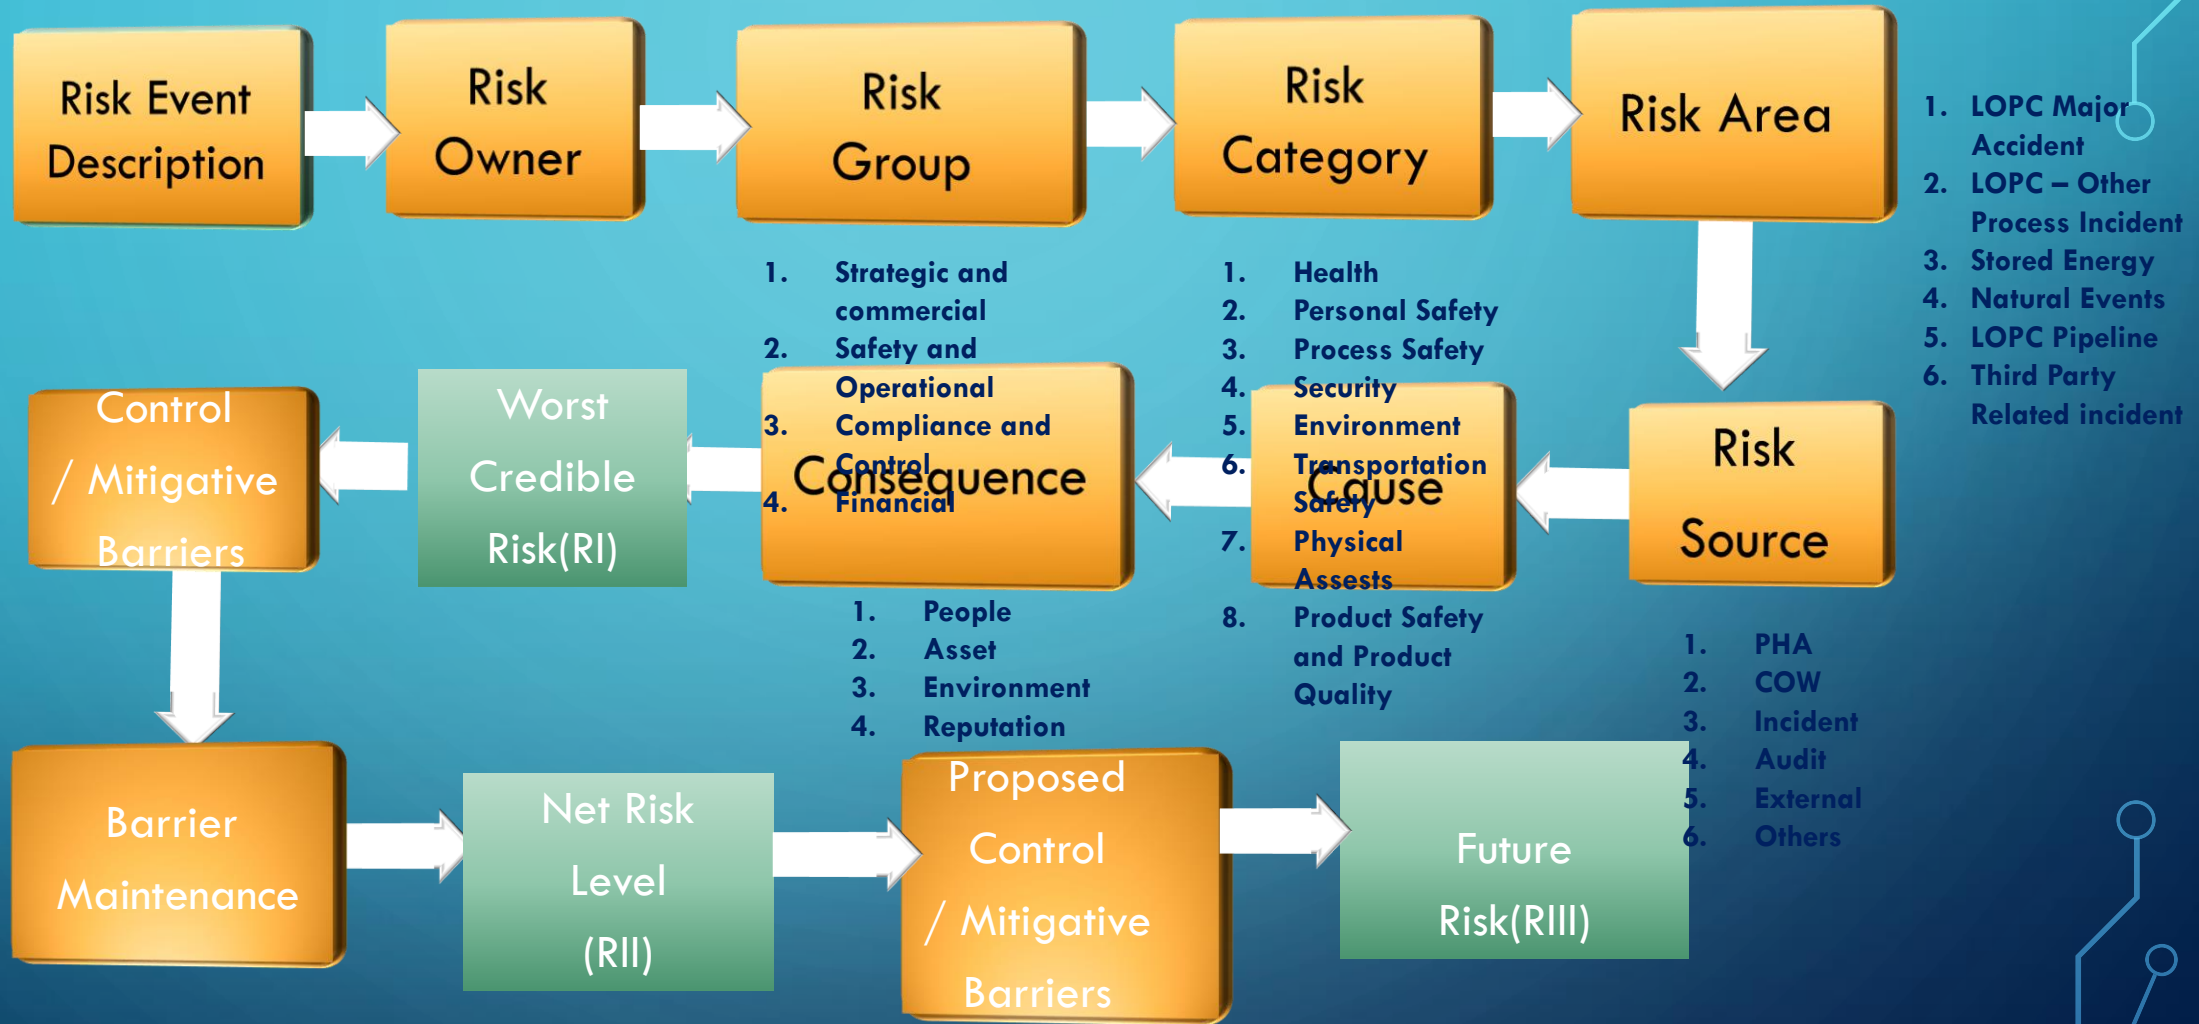 Risk Event
Description
Risk
Owner
Risk
Group
Risk
Category
Risk Area
1. LOPC Major
Accident
2. LOPC – Other
Process Incident
3. Stored Energy
4. Natural Events
5. LOPC Pipeline
6. Third Party
Related incident
1. Strategic and
commercial
2. Safety and
Operational
3. Compliance and
Control
4. Financial
1. Health
2. Personal Safety
3. Process Safety
4. Security
5. Environment
6. Transportation
Safety
7. Physical
Assests
8. Product Safety
and Product
Quality
Risk
Source
1. PHA
2. COW
3. Incident
4. Audit
5. External
6. Others
Cause
Consequence
1. People
2. Asset
3. Environment
4. Reputation
Worst
Credible
Risk(RI)
Control
/ Mitigative
Barriers
Barrier
Maintenance
Net Risk
Level
(RII)
Proposed
Control
/ Mitigative
Barriers
Future
Risk(RIII)